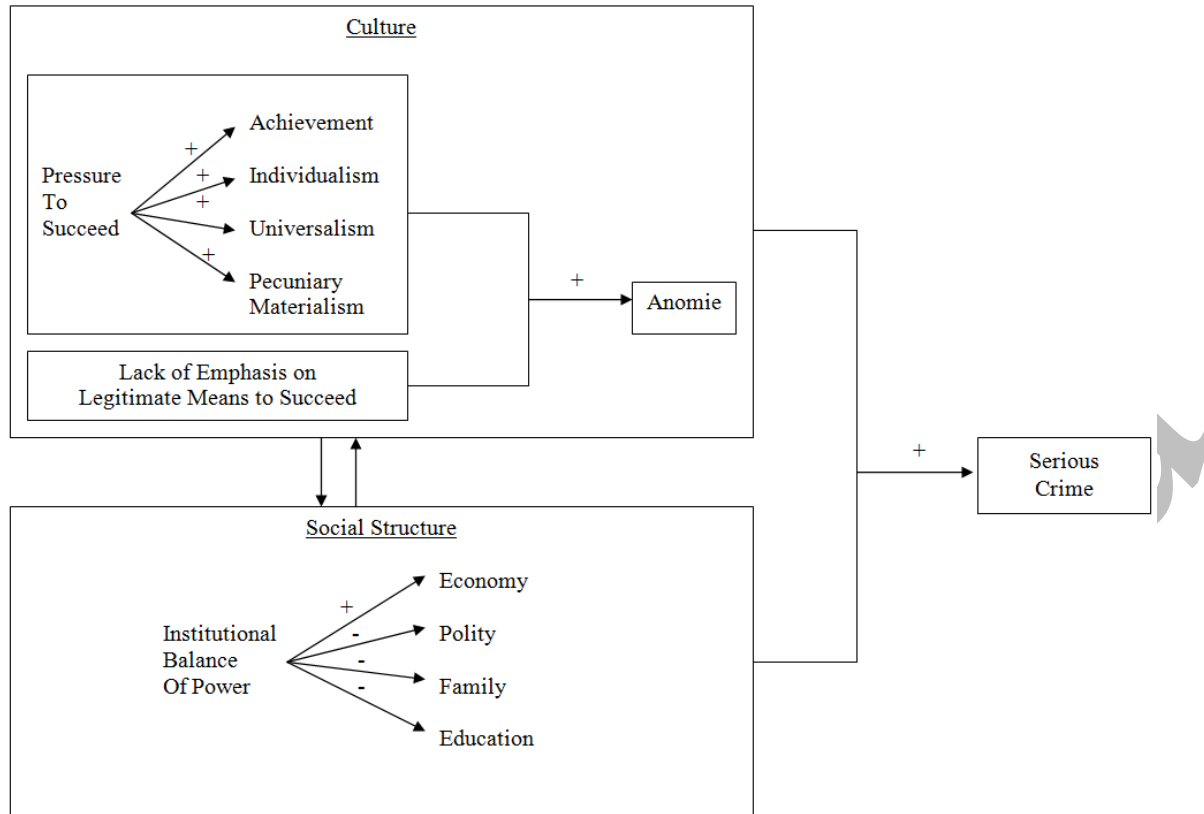 Culture
Achievement
+
Pressure
To
Succeed
+
Individualism
+
Universalism
+
Pecuniary
Materialism
+
Anomie
Lack of Emphasis on
Legitimate Means to Succeed
+
Serious
Crime
Social Structure
Economy
+
Institutional
Balance
Of Power
-
Polity
-
Family
-
Education